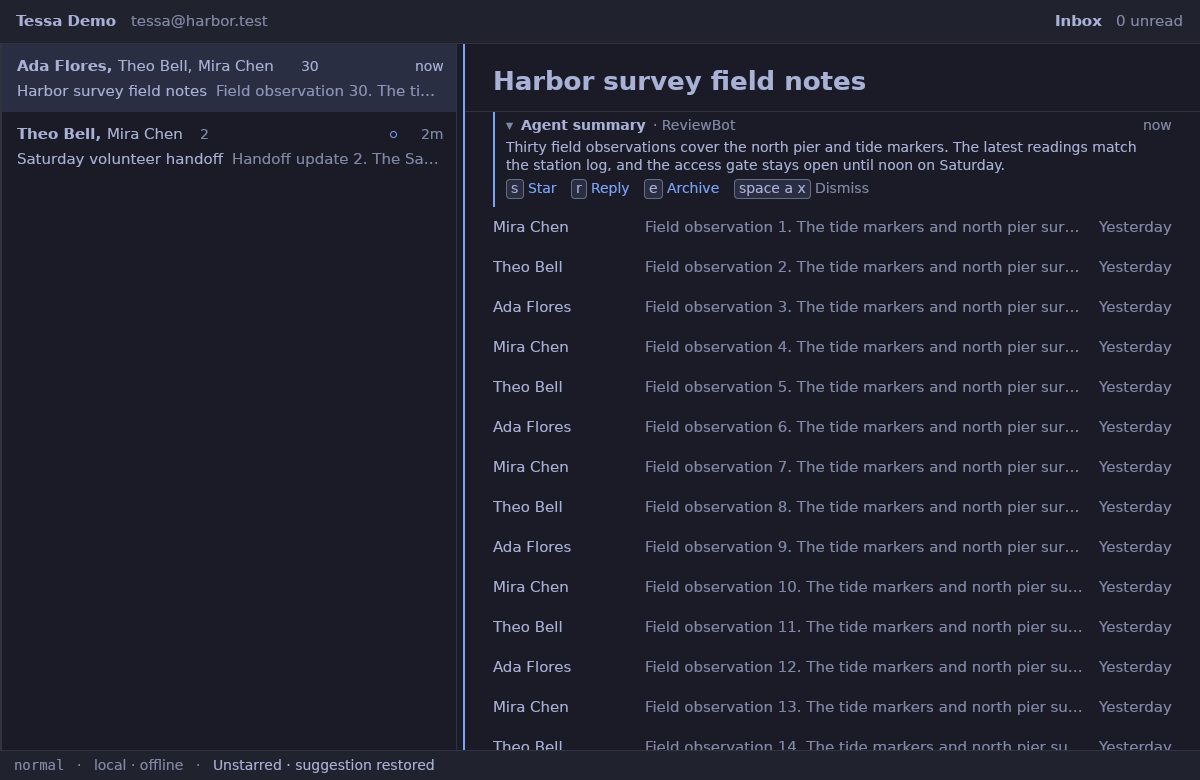 Tessa Demo tessa@harbor.test Inbox 0 unread
Ada Flores, Theo Bell, Mira Chen 30 now
Harbor survey field notes Field observation 30. The ti…
Theo Bell, Mira Chen 2 2m
Saturday volunteer handoff Handoff update 2. The Sa…
Harbor survey field notes
▾ Agent summary · ReviewBot now
Thirty field observations cover the north pier and tide markers. The latest readings match
the station log, and the access gate stays open until noon on Saturday.
s Star r Reply e Archive space a x Dismiss
Mira Chen Field observation 1. The tide markers and north pier sur… Yesterday
Theo Bell Field observation 2. The tide markers and north pier sur… Yesterday
Ada Flores Field observation 3. The tide markers and north pier sur… Yesterday
Mira Chen Field observation 4. The tide markers and north pier sur… Yesterday
Theo Bell Field observation 5. The tide markers and north pier sur… Yesterday
Ada Flores Field observation 6. The tide markers and north pier sur… Yesterday
Mira Chen Field observation 7. The tide markers and north pier sur… Yesterday
Theo Bell Field observation 8. The tide markers and north pier sur… Yesterday
Ada Flores Field observation 9. The tide markers and north pier sur… Yesterday
Mira Chen Field observation 10. The tide markers and north pier su… Yesterday
Theo Bell Field observation 11. The tide markers and north pier su… Yesterday
Ada Flores Field observation 12. The tide markers and north pier su… Yesterday
Mira Chen Field observation 13. The tide markers and north pier su… Yesterday
Theo Bell Field observation 14. The tide markers and north pier su… Yesterday
normal · local · offline · Unstarred · suggestion restored